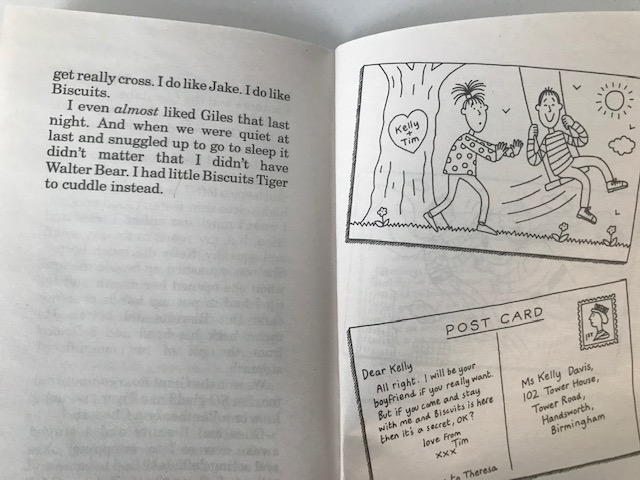 get really cross. I do like Jake. I do like
Biscuits.
I even almost liked Giles that last
night. And when we were quiet at
last and snuggled up to go to sleep it
didn't matter that I didn't have
Walter Bear. I had little Biscuits Tiger
to cuddle instead.
Kelly
+
Tim
POST CARD
1ST
Dear Kelly
All right. I will be your
boyfriend if you really want.
But if you come and stay
with me and Biscuits is here
then it's a secret, OK?
love from
Tim
xxx
to Theresa
Ms Kelly Davis,
102 Tower House,
Tower Road,
Handsworth,
Birmingham